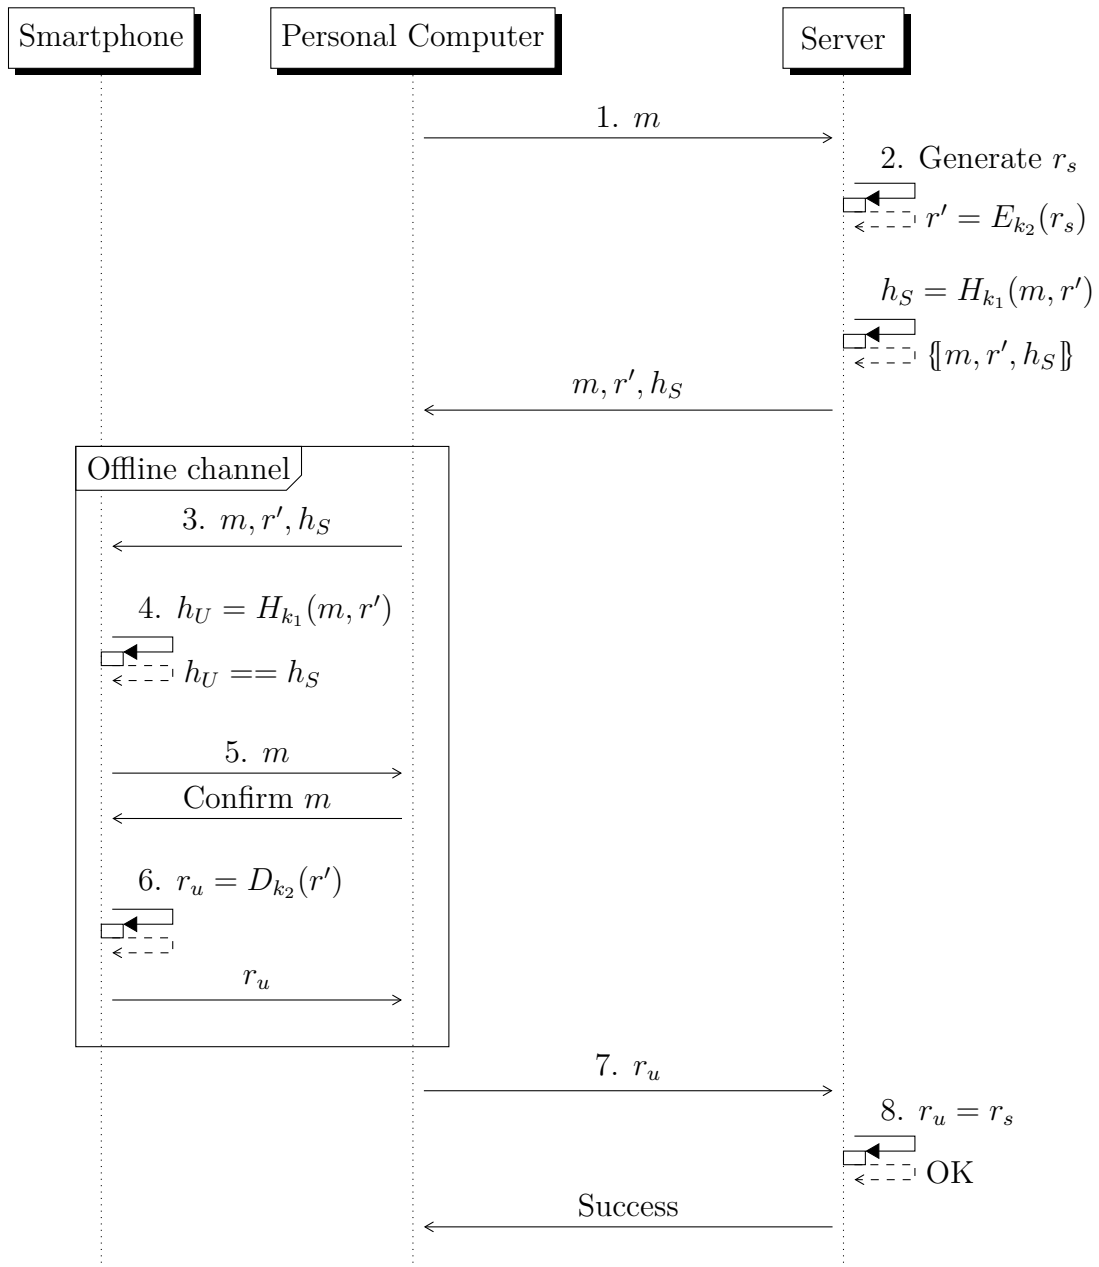 Smartphone
Personal Computer
Server
1. m
2. Generate r_s
r' = E_{k_2}(r_s)
h_S = H_{k_1}(m, r')
{[m, r', h_S]}
m, r', h_S
Offline channel
3. m, r', h_S
4. h_U = H_{k_1}(m, r')
h_U == h_S
5. m
Confirm m
6. r_u = D_{k_2}(r')
r_u
7. r_u
8. r_u = r_s
OK
Success